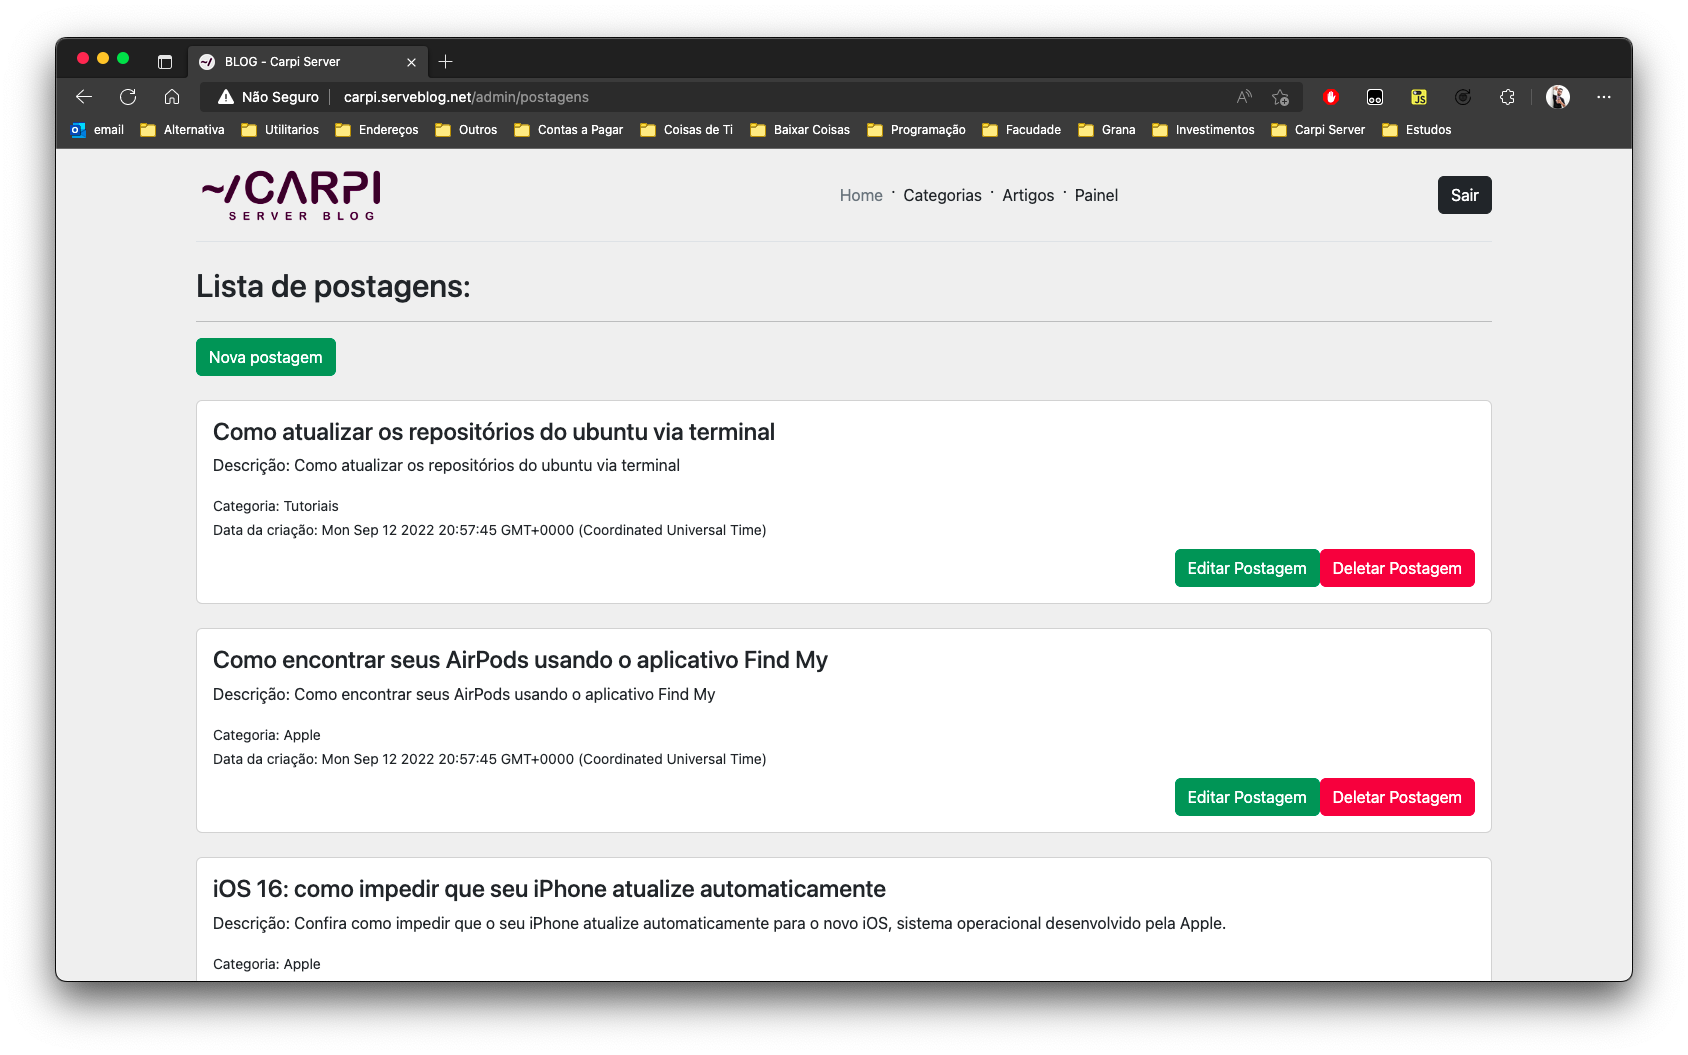 BLOG - Carpi Server
Não Seguro carpi.serveblog.net/admin/postagens
email Alternativa Utilitarios Endereços Outros Contas a Pagar Coisas de Ti Baixar Coisas Programação Facudade Grana Investimentos Carpi Server Estudos
~/CARPI
SERVER BLOG
Home · Categorias · Artigos · Painel
Sair
Lista de postagens:
Nova postagem
Como atualizar os repositórios do ubuntu via terminal
Descrição: Como atualizar os repositórios do ubuntu via terminal
Categoria: Tutoriais
Data da criação: Mon Sep 12 2022 20:57:45 GMT+0000 (Coordinated Universal Time)
Editar Postagem Deletar Postagem
Como encontrar seus AirPods usando o aplicativo Find My
Descrição: Como encontrar seus AirPods usando o aplicativo Find My
Categoria: Apple
Data da criação: Mon Sep 12 2022 20:57:45 GMT+0000 (Coordinated Universal Time)
Editar Postagem Deletar Postagem
iOS 16: como impedir que seu iPhone atualize automaticamente
Descrição: Confira como impedir que o seu iPhone atualize automaticamente para o novo iOS, sistema operacional desenvolvido pela Apple.
Categoria: Apple